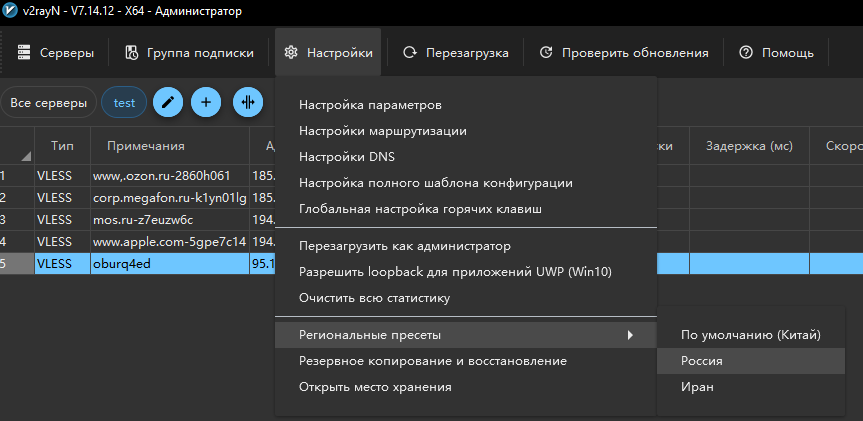 v2rayN - V7.14.12 - X64 - Администратор
Серверы Группа подписки Настройки Перезагрузка Проверить обновления Помощь
Все серверы test
Настройка параметров
Настройки маршрутизации
Настройки DNS
Настройка полного шаблона конфигурации
Глобальная настройка горячих клавиш
Перезагрузить как администратор
Разрешить loopback для приложений UWP (Win10)
Очистить всю статистику
Региональные пресеты
Резервное копирование и восстановление
Открыть место хранения
По умолчанию (Китай)
Россия
Иран
Тип Примечания А ки Задержка (мс) Скоро
1 VLESS www,.ozon.ru-2860h061 185.
2 VLESS corp.megafon.ru-k1yn01lg 185.
3 VLESS mos.ru-z7euzw6c 194.
4 VLESS www.apple.com-5gpe7c14 194.
5 VLESS oburq4ed 95.1